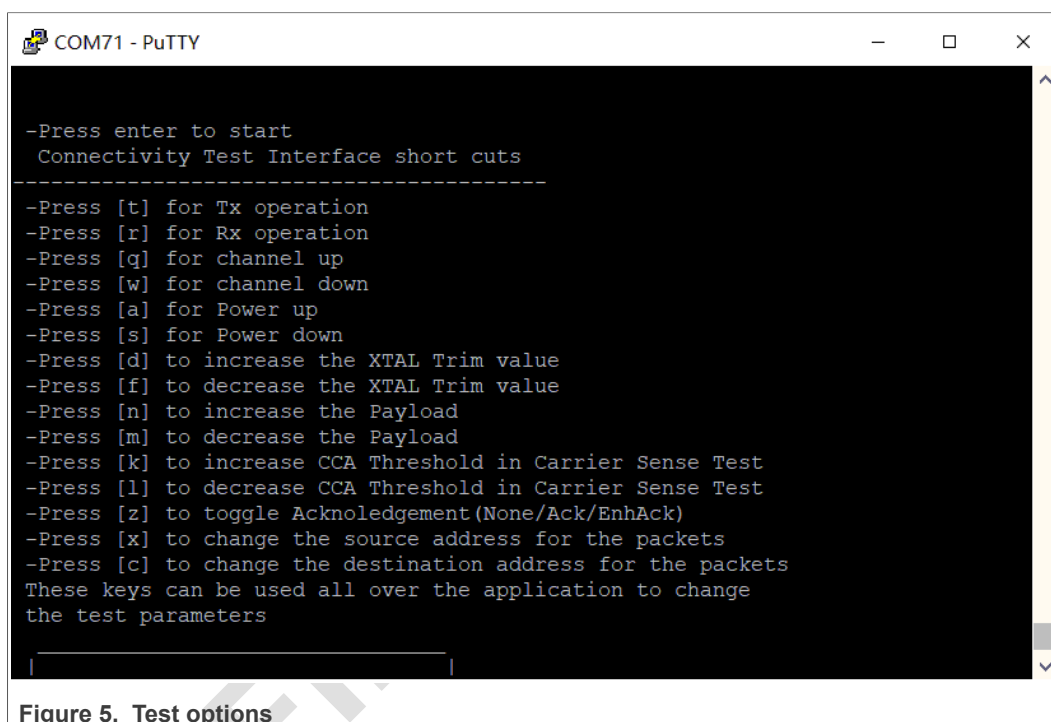 COM71 - PuTTY
-Press enter to start
Connectivity Test Interface short cuts
------------------------------------------
-Press [t] for Tx operation
-Press [r] for Rx operation
-Press [q] for channel up
-Press [w] for channel down
-Press [a] for Power up
-Press [s] for Power down
-Press [d] to increase the XTAL Trim value
-Press [f] to decrease the XTAL Trim value
-Press [n] to increase the Payload
-Press [m] to decrease the Payload
-Press [k] to increase CCA Threshold in Carrier Sense Test
-Press [l] to decrease CCA Threshold in Carrier Sense Test
-Press [z] to toggle Acknoledgement(None/Ack/EnhAck)
-Press [x] to change the source address for the packets
-Press [c] to change the destination address for the packets
These keys can be used all over the application to change
the test parameters
Figure 5. Test options